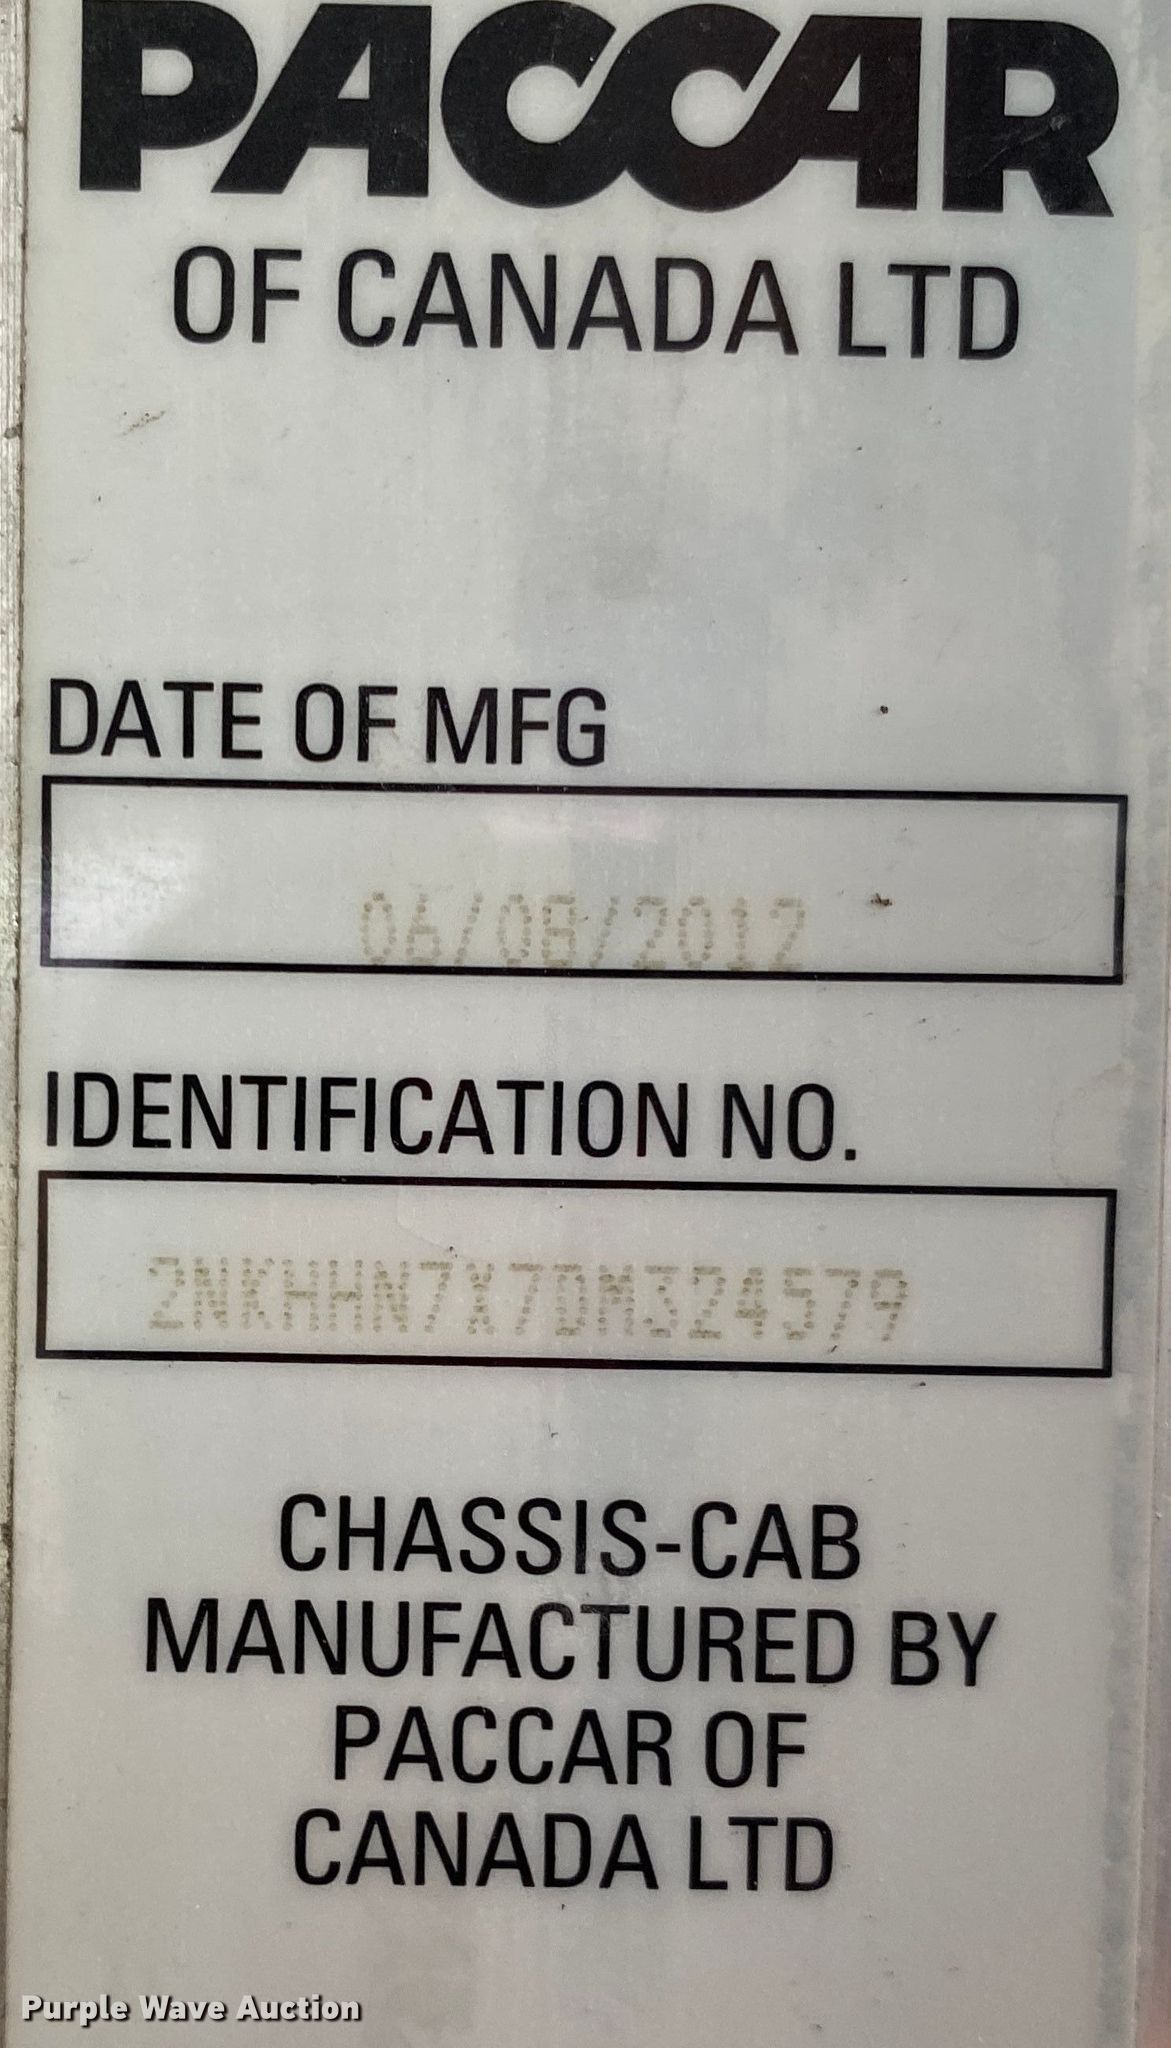 PACCAR
OF CANADA LTD
DATE OF MFG
06/08/2012
IDENTIFICATION NO.
2NKHHN7X7DM324579
CHASSIS-CAB
MANUFACTURED BY
PACCAR OF
CANADA LTD
Purple Wave Auction